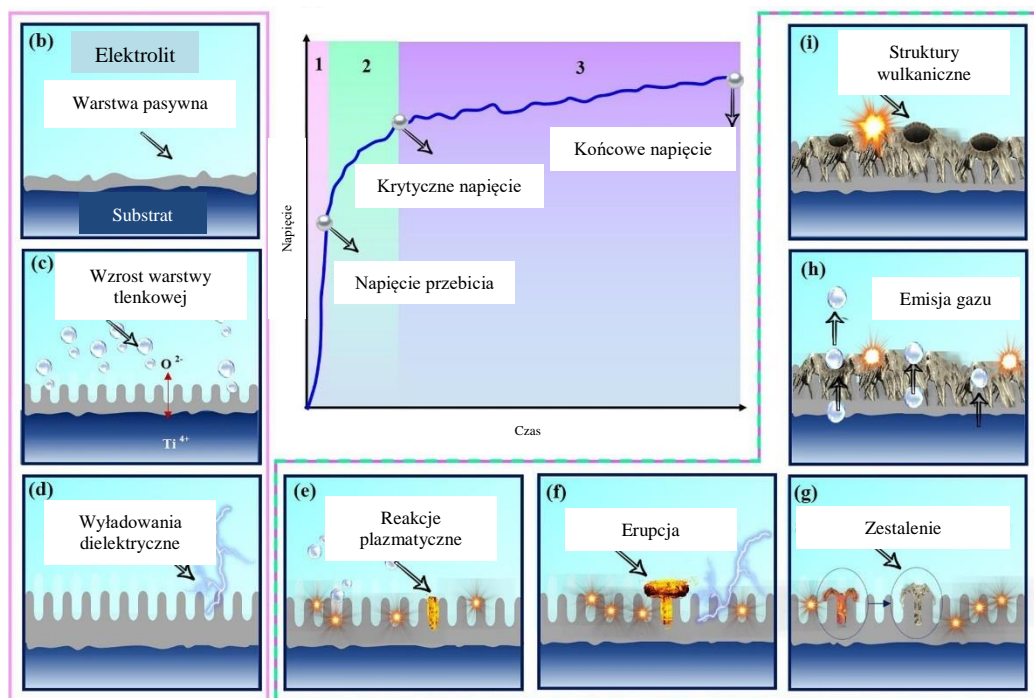 (b)
Elektrolit
Warstwa pasywna
Substrat
(c)
Wzrost warstwy
tlenkowej
O 2-
Ti 4+
(d)
Wyładowania
dielektryczne
1
2
3
Napięcie
Krytyczne napięcie
Końcowe napięcie
Napięcie przebicia
Czas
(e)
Reakcje
plazmatyczne
(f)
Erupcja
(g)
Zestalenie
(h)
Emisja gazu
(i)
Struktury
wulkaniczne